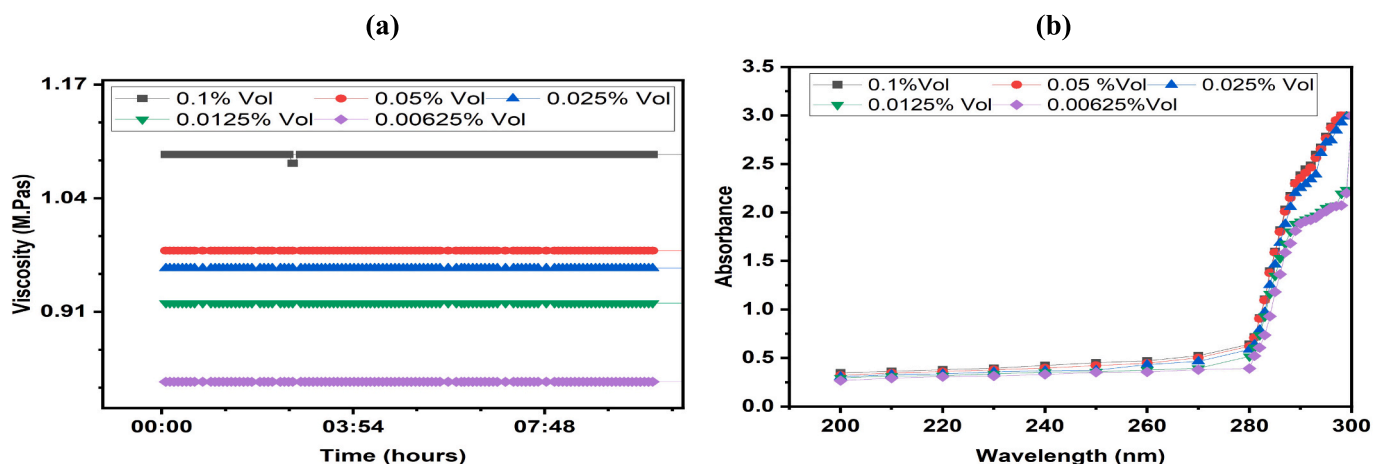 (a)
1.17
1.04
0.91
Viscosity (M.Pas)
0.1% Vol 0.05% Vol 0.025% Vol
0.0125% Vol 0.00625% Vol
00:00 03:54 07:48
Time (hours)
(b)
3.5
3.0
2.5
2.0
1.5
1.0
0.5
0.0
Absorbance
0.1%Vol 0.05 %Vol 0.025%Vol
0.0125% Vol 0.00625%Vol
200 220 240 260 280 300
Wavelength (nm)